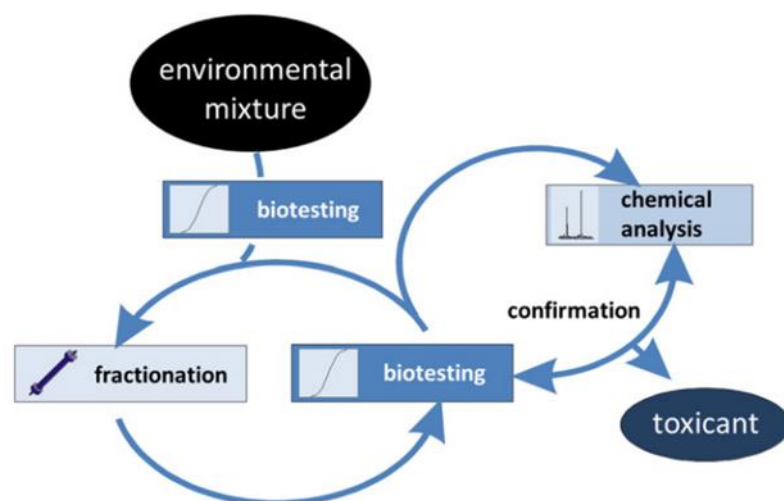 environmental
mixture
biotesting
chemical
analysis
confirmation
fractionation
biotesting
toxicant